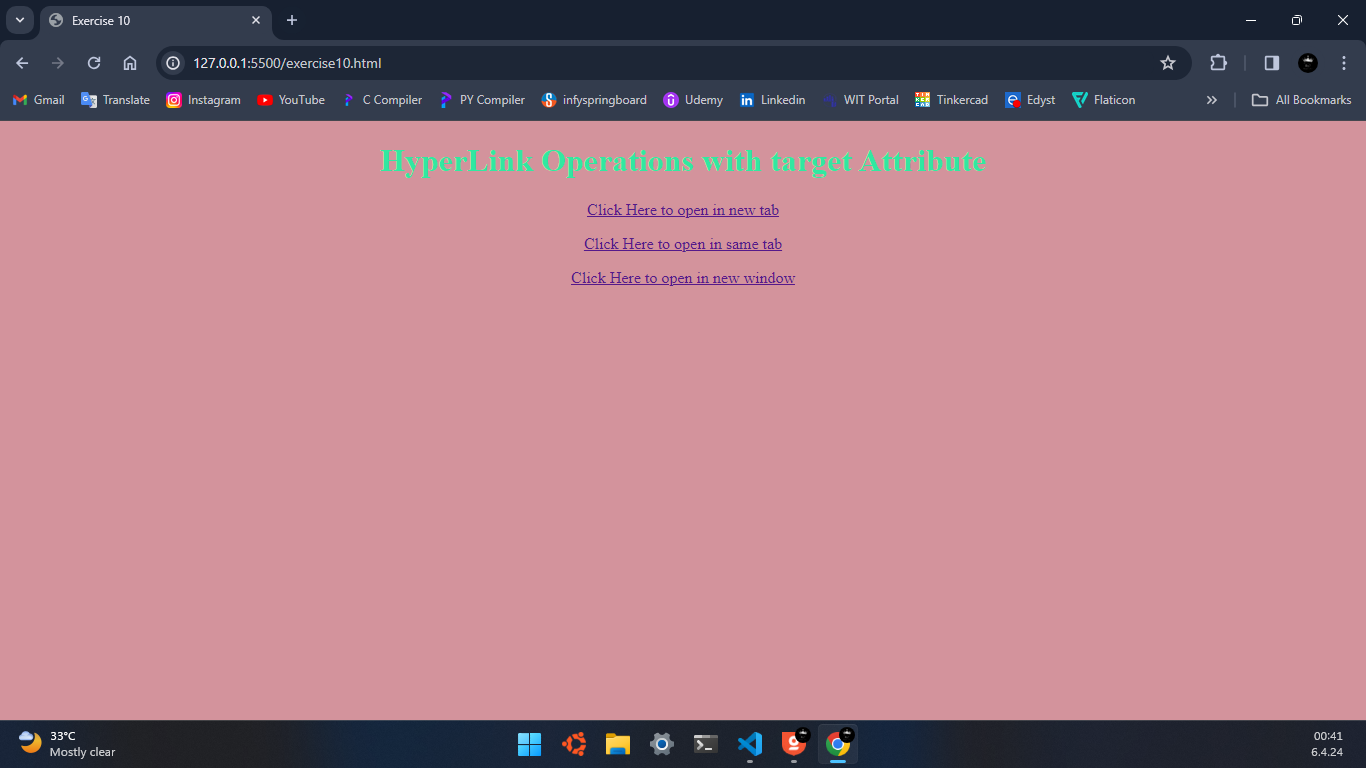 Exercise 10
127.0.0.1:5500/exercise10.html
Gmail Translate Instagram YouTube C Compiler PY Compiler infyspringboard Udemy Linkedin WIT Portal Tinkercad Edyst Flaticon All Bookmarks
HyperLink Operations with target Attribute
Click Here to open in new tab
Click Here to open in same tab
Click Here to open in new window
33°C
Mostly clear
00:41
6.4.24